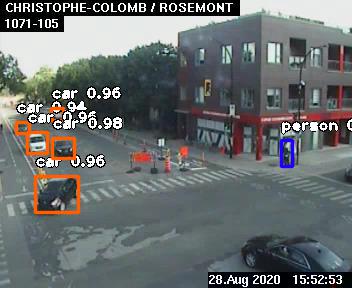 CHRISTOPHE-COLOMB / ROSEMONT
1071-105
car 0.96
car 0.94
car 0.96
car 0.98
person 0
car 0.96
28.Aug 2020 15:52:53